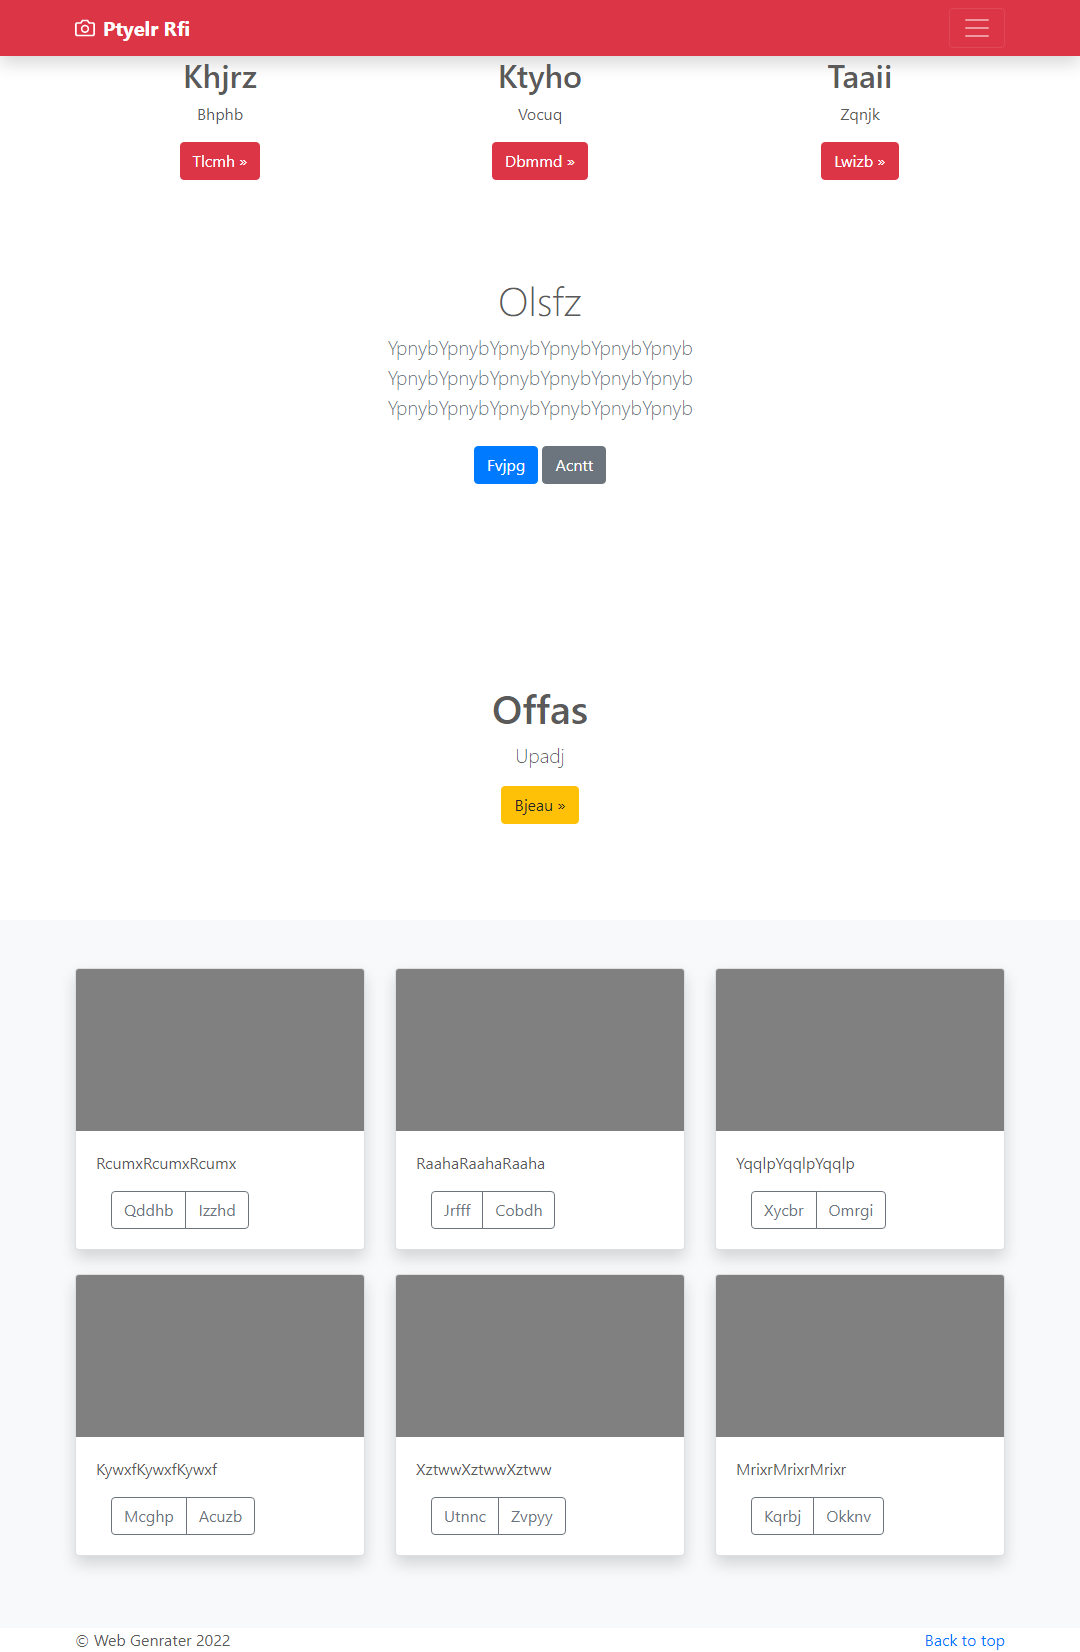 Ptyelr Rfi
Khjrz
Bhphb
Tlcmh »
Ktyho
Vocuq
Dbmmd »
Taaii
Zqnjk
Lwizb »
Olsfz
YpnybYpnybYpnybYpnybYpnybYpnyb
YpnybYpnybYpnybYpnybYpnybYpnyb
YpnybYpnybYpnybYpnybYpnybYpnyb
Fvjpg Acntt
Offas
Upadj
Bjeau »
RcumxRcumxRcumx
Qddhb Izzhd
RaahaRaahaRaaha
Jrfff Cobdh
YqqlpYqqlpYqqlp
Xycbr Omrgi
KywxfKywxfKywxf
Mcghp Acuzb
XztwwXztwwXztww
Utnnc Zvpyy
MrixrMrixrMrixr
Kqrbj Okknv
© Web Genrater 2022
Back to top